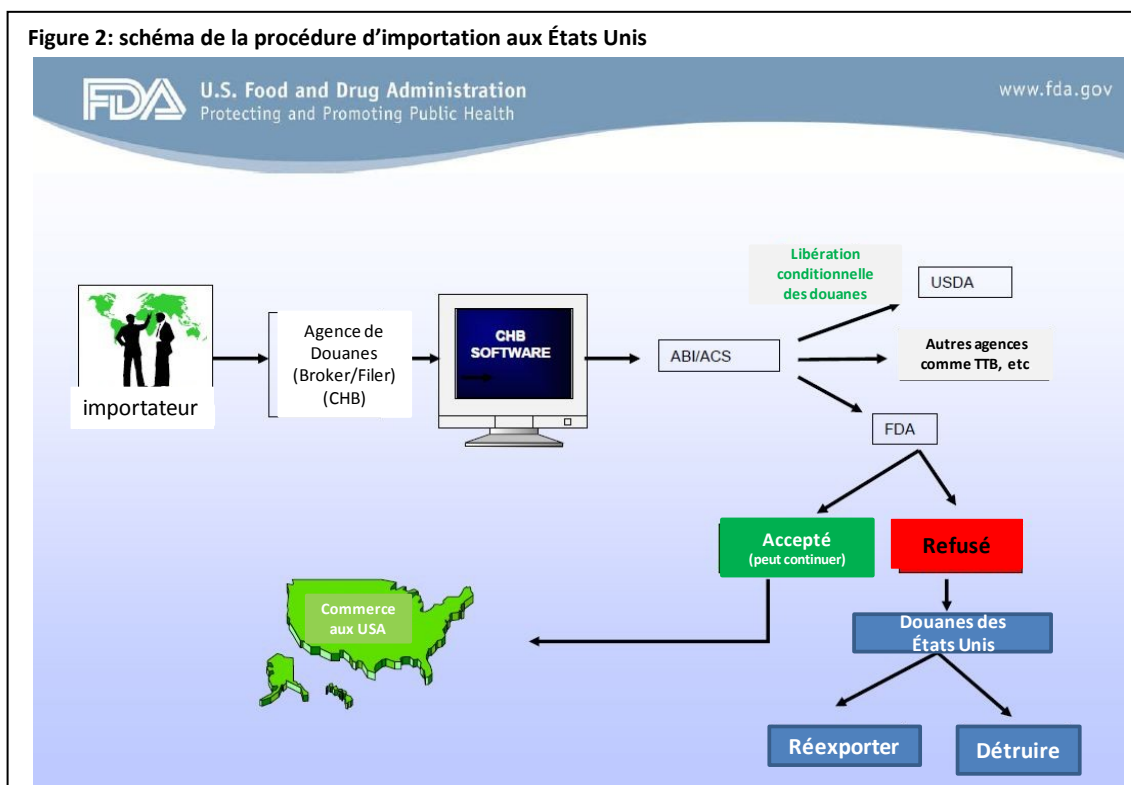 Figure 2: schéma de la procédure d’importation aux États Unis
FDA
U.S. Food and Drug Administration
Protecting and Promoting Public Health
www.fda.gov
importateur
Agence de
Douanes
(Broker/Filer)
(CHB)
CHB
SOFTWARE
ABI/ACS
Libération
conditionnelle
des douanes
USDA
Autres agences
comme TTB, etc
FDA
Accepté
(peut continuer)
Refusé
Commerce
aux USA
Douanes des
États Unis
Réexporter
Détruire